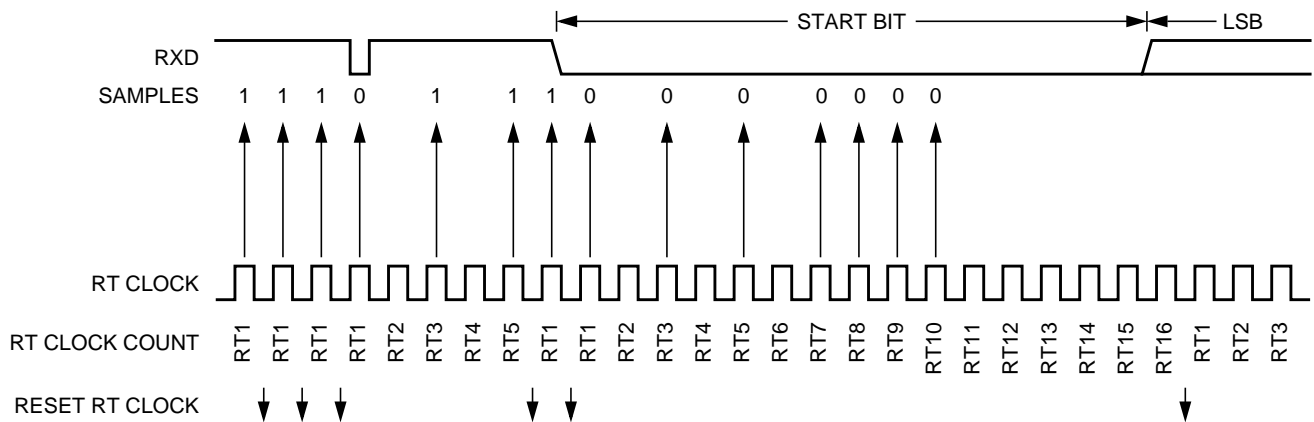 START BIT LSB
RXD
SAMPLES 1 1 1 0 1 1 1 0 0 0 0 0 0 0
RT CLOCK
RT CLOCK COUNT RT1 RT1 RT1 RT1 RT2 RT3 RT4 RT5 RT1 RT1 RT2 RT3 RT4 RT5 RT6 RT7 RT8 RT9 RT10 RT11 RT12 RT13 RT14 RT15 RT16 RT1 RT2 RT3
RESET RT CLOCK